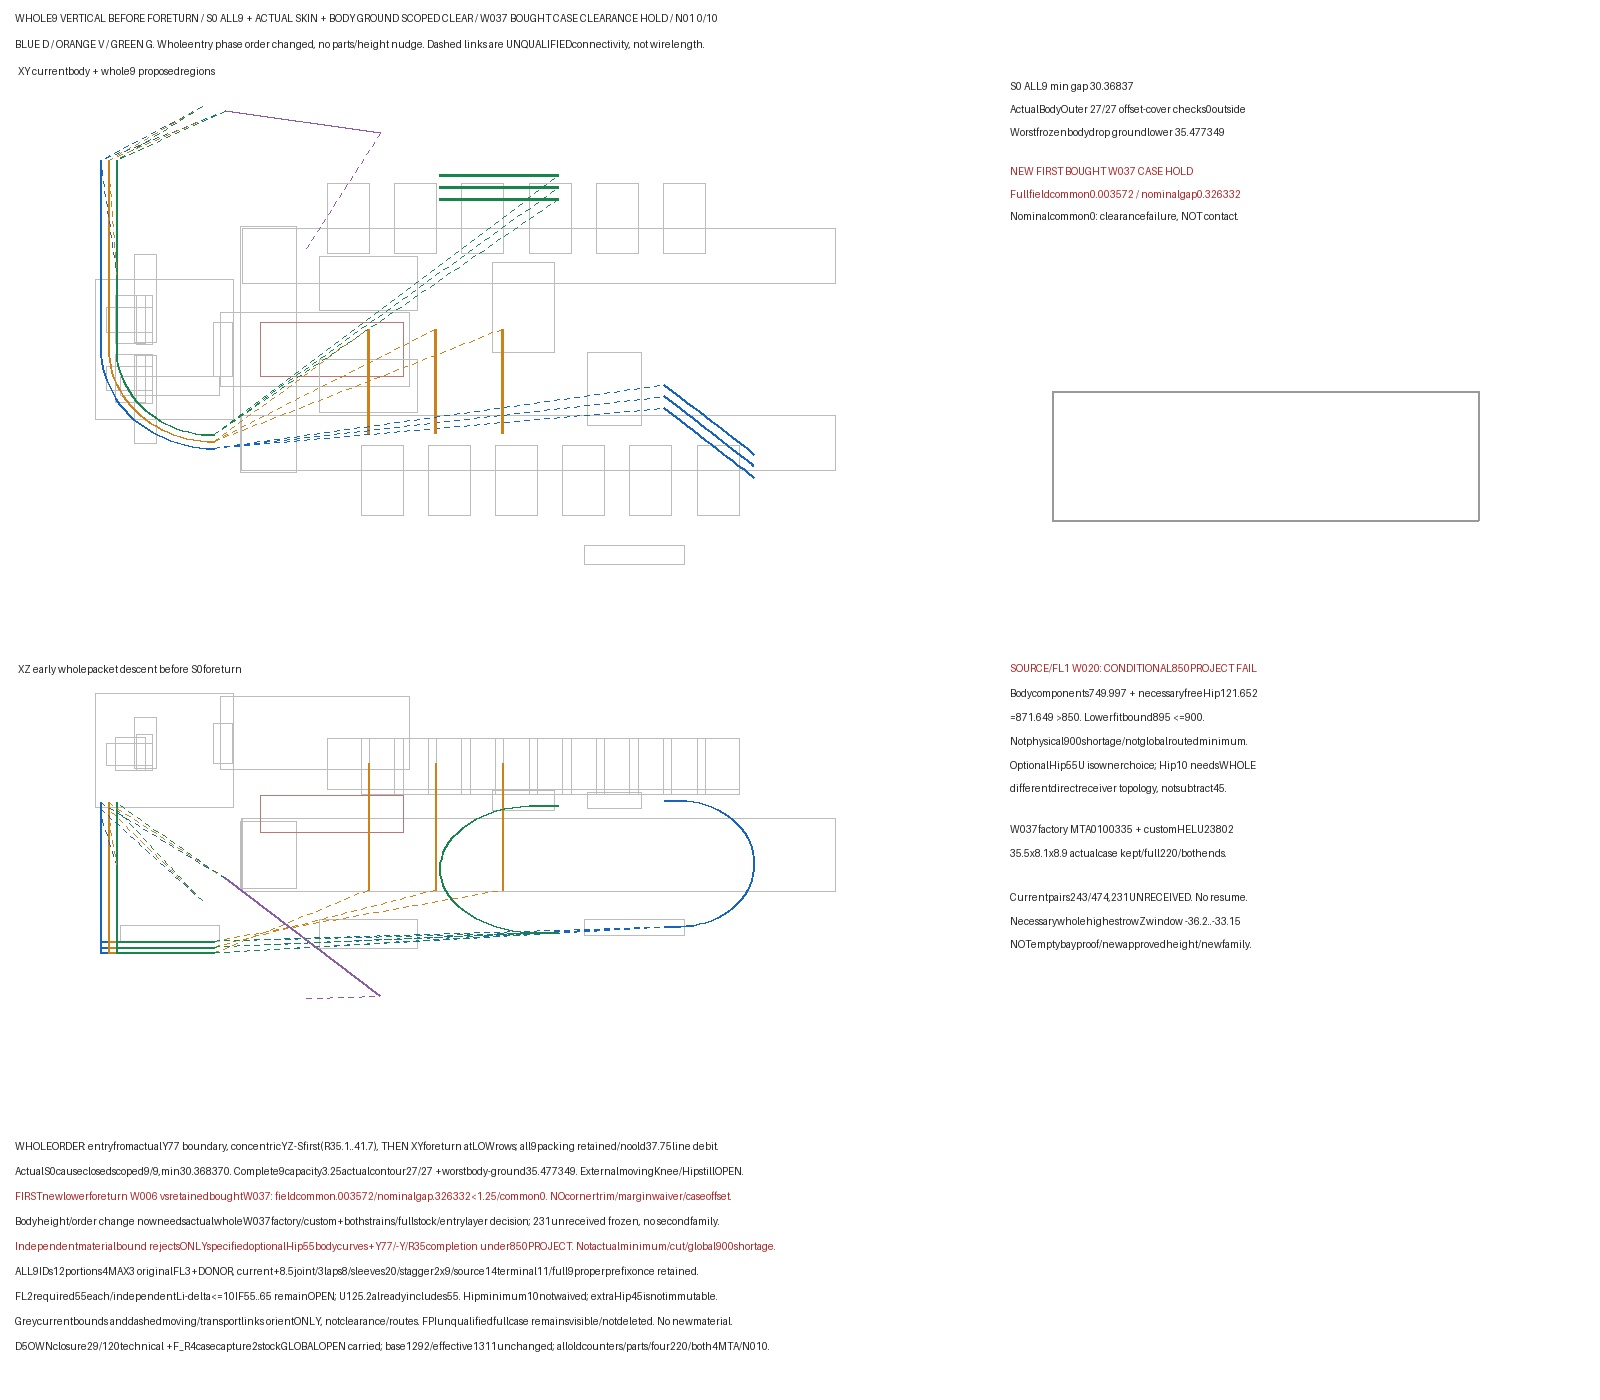 WHOLE9 VERTICAL BEFORE FORETURN / S0 ALL9 + ACTUAL SKIN + BODY GROUND SCOPED CLEAR / W037 BOUGHT CASE CLEARANCE HOLD / N01 0/10
BLUE D / ORANGE V / GREEN G. Wholeentry phase order changed, no parts/height nudge. Dashed links are UNQUALIFIEDconnectivity, not wirelength.
XY currentbody + whole9 proposedregions
S0 ALL9 min gap 30.36837
ActualBodyOuter 27/27 offset-cover checks0outside
Worstfrozenbodydrop groundlower 35.477349
NEW FIRST BOUGHT W037 CASE HOLD
Fullfieldcommon0.003572 / nominalgap0.326332
Nominalcommon0: clearancefailure, NOT contact.
XZ early wholepacket descent before S0foreturn
SOURCE/FL1 W020: CONDITIONAL850PROJECT FAIL
Bodycomponents749.997 + necessaryfreeHip121.652
=871.649 >850. Lowerfitbound895 <=900.
Notphysical900shortage/notglobalroutedminimum.
OptionalHip55U isownerchoice; Hip10 needsWHOLE
differentdirectreceiver topology, notsubtract45.
W037factory MTA0100335 + customHELU23802
35.5x8.1x8.9 actualcase kept/full220/bothends.
Currentpairs243/474,231UNRECEIVED. No resume.
NecessarywholehighestrowZwindow -36.2..-33.15
NOTemptybayproof/newapprovedheight/newfamily.
WHOLEORDER: entryfromactualY77 boundary, concentricYZ-Sfirst(R35.1..41.7), THEN XYforeturn atLOWrows; all9packing retained/noold37.75line debit.
ActualS0causeclosedscoped9/9,min30.368370. Complete9capacity3.25actualcontour27/27 +worstbody-ground35.477349. ExternalmovingKnee/HipstillOPEN.
FIRSTnewlowerforeturn W006 vsretainedboughtW037: fieldcommon.003572/nominalgap.326332<1.25/common0. NOcornertrim/marginwaiver/caseoffset.
Bodyheight/order change nowneedsactualwholeW037factory/custom+bothstrains/fullstock/entrylayer decision; 231unreceived frozen, nosecondfamily.
Independentmaterialbound rejectsONLYspecifiedoptionalHip55bodycurves+Y77/-Y/R35completion under850PROJECT. Notactualminimum/cut/global900shortage.
ALL9IDs12portions4MAX3 originalFL3+DONOR, current+8.5joint/3laps8/sleeves20/stagger2x9/source14terminal11/full9properprefixonce retained.
FL2required55each/independentLi-delta<=10IF55..65 remainOPEN; U125.2alreadyincludes55. Hipminimum10notwaived; extraHip45isnotimmutable.
Greycurrentbounds anddashedmoving/transportlinks orientONLY, notclearance/routes. FPlunqualifiedfullcase remainsvisible/notdeleted. No newmaterial.
D5OWNclosure29/120technical +F_R4casecapture2stockGLOBALOPEN carried; base1292/effective1311unchanged; alloldcounters/parts/four220/both4MTA/N010.